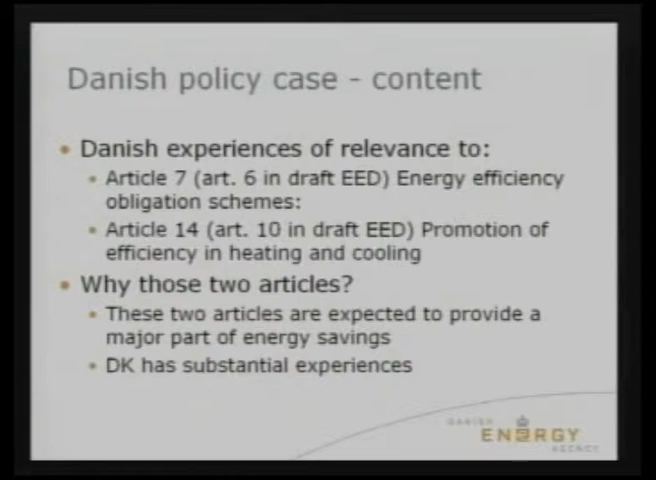 Danish policy case - content
• Danish experiences of relevance to:
• Article 7 (art. 6 in draft EED) Energy efficiency
obligation schemes:
• Article 14 (art. 10 in draft EED) Promotion of
efficiency in heating and cooling
• Why those two articles?
• These two articles are expected to provide a
major part of energy savings
• DK has substantial experiences
DANISH
ENERGY
AGENCY